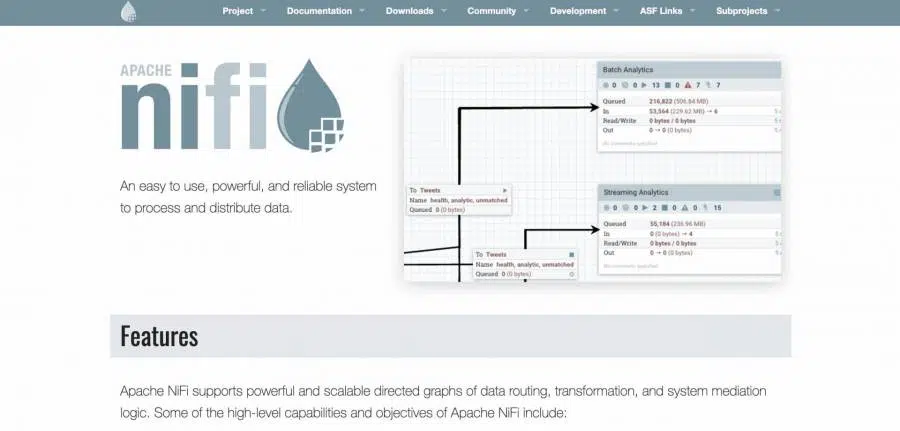 Project Documentation Downloads Community Development ASF Links Subprojects
APACHE
nifi
An easy to use, powerful, and reliable system
to process and distribute data.
Batch Analytics
0 0 13 0 7 7
Queued 216,822 (506.84 MB)
In 53,564 (229.62 MB) → 6
Read/Write 0 bytes / 0 bytes
Out 0 → 0 (0 bytes)
To Tweets
Name health, analytic, unmatched
Queued 0 (0 bytes)
Streaming Analytics
0 0 2 0 0 15
Queued 55,184 (236.96 MB)
In 0 (0 bytes) → 4
Read/Write 0 bytes / 0 bytes
Out 0 → 0 (0 bytes)
To Tweets
Name health, analytic, unmatched
Queued 0 (0 bytes)
Features
Apache NiFi supports powerful and scalable directed graphs of data routing, transformation, and system mediation
logic. Some of the high-level capabilities and objectives of Apache NiFi include: